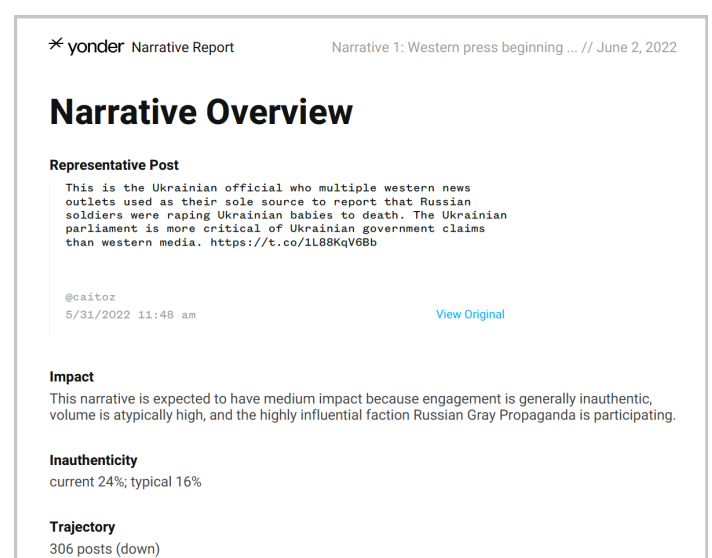 yonder Narrative Report Narrative 1: Western press beginning ... // June 2, 2022
Narrative Overview
Representative Post
This is the Ukrainian official who multiple western news
outlets used as their sole source to report that Russian
soldiers were raping Ukrainian babies to death. The Ukrainian
parliament is more critical of Ukrainian government claims
than western media. https://t.co/1L88KqV6Bb
@caitoz
5/31/2022 11:48 am View Original
Impact
This narrative is expected to have medium impact because engagement is generally inauthentic,
volume is atypically high, and the highly influential faction Russian Gray Propaganda is participating.
Inauthenticity
current 24%; typical 16%
Trajectory
306 posts (down)